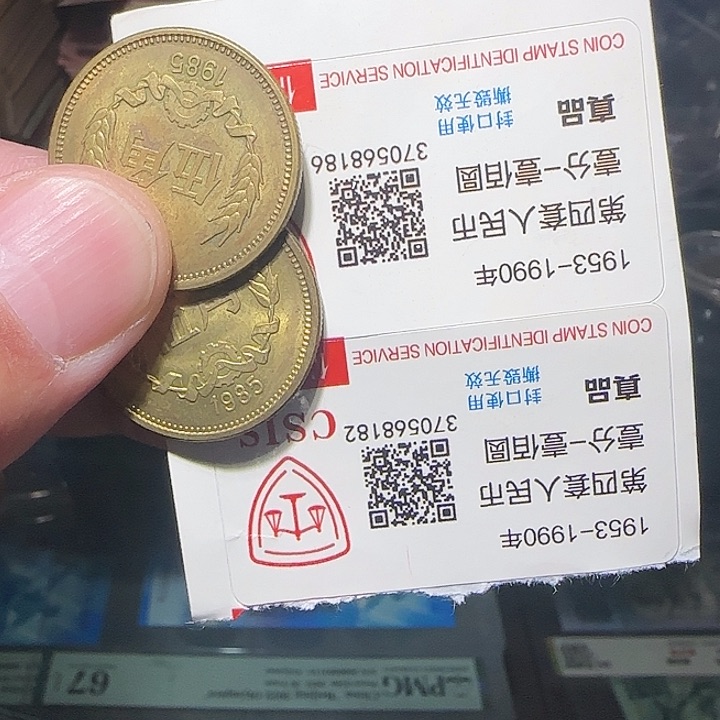 1985
伍角
1985
COIN STAMP IDENTIFICATION SERVICE
真品
封口使用
撕毁无效
370568186
壹分-壹佰圆
第四套人民币
1953-1990年
COIN STAMP IDENTIFICATION SERVICE
真品
封口使用
撕毁无效
CSIS
370568182
壹分-壹佰圆
第四套人民币
1953-1990年
67
PMG